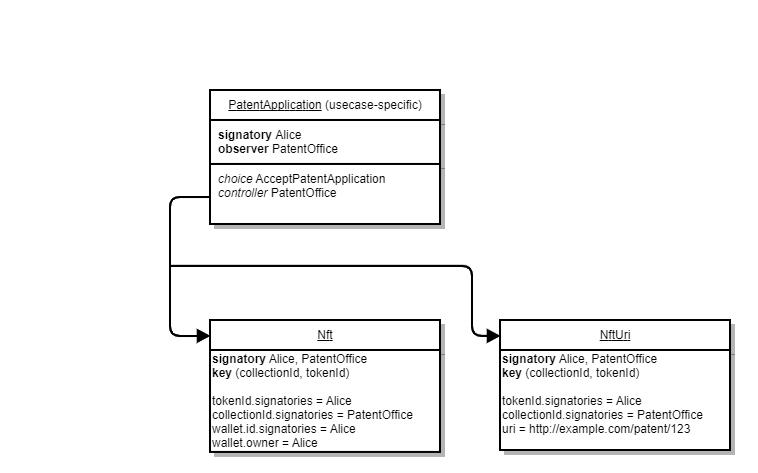 PatentApplication (usecase-specific)
signatory Alice
observer PatentOffice
choice AcceptPatentApplication
controller PatentOffice
Nft
signatory Alice, PatentOffice
key (collectionId, tokenId)
tokenId.signatories = Alice
collectionId.signatories = PatentOffice
wallet.id.signatories = Alice
wallet.owner = Alice
NftUri
signatory Alice, PatentOffice
key (collectionId, tokenId)
tokenId.signatories = Alice
collectionId.signatories = PatentOffice
uri = http://example.com/patent/123